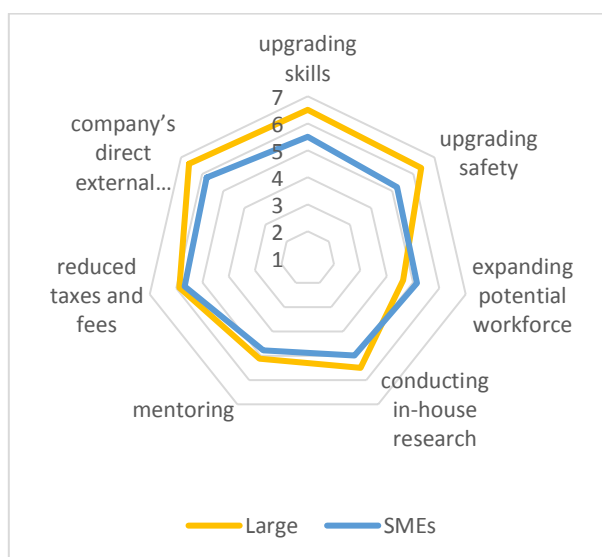 upgrading
skills
company's
direct
external...
upgrading
safety
7
6
5
4
3
2
1
reduced
taxes and
fees
expanding
potential
workforce
mentoring
conducting
in-house
research
Large
SMEs